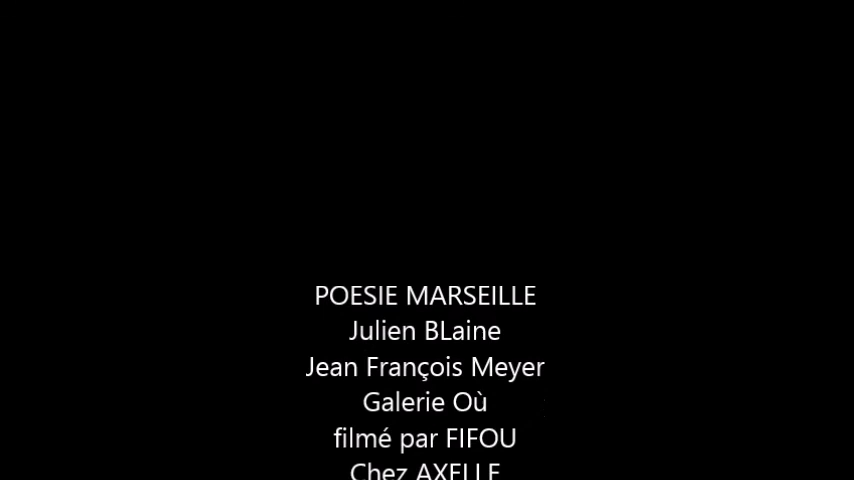 POESIE MARSEILLE
Julien BLaine
Jean François Meyer
Galerie Où
filmé par FIFOU
Chez AXELLE